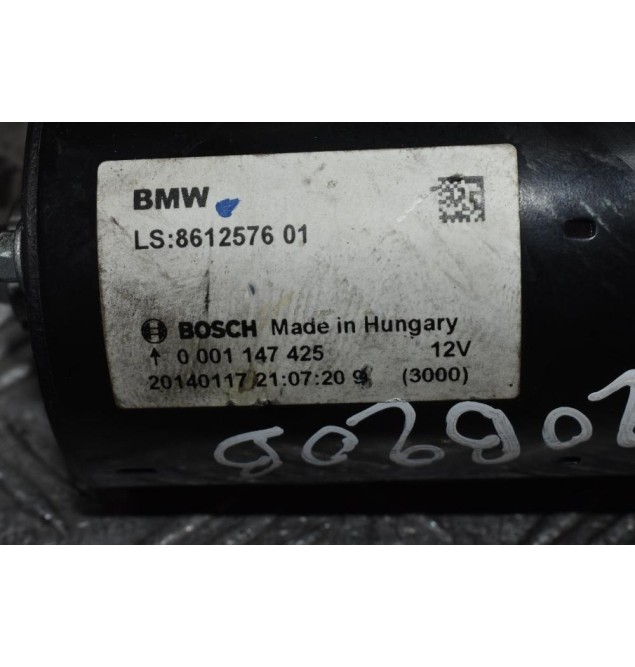 BMW
LS:8612576 01
BOSCH Made in Hungary
↑ 0 001 147 425 12V
20140117 21:07:20 9 (3000)